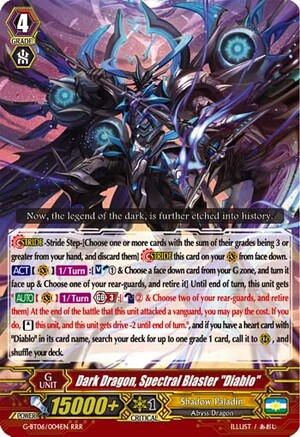 4
GRADE
Now, the legend of the dark, is further etched into history.
STRIDE -Stride Step-[Choose one or more cards with the sum of their grades being 3 or
greater from your hand, and discard them] STRIDE this card on your from face down.
ACT 1/Turn & Choose a face down card from your G zone, and turn it
face up & Choose one of your rear-guards, and retire it] Until end of turn, this unit gets
"AUTO 1/Turn & Choose two of your rear-guards, and retire
them] At the end of the battle that this unit attacked a vanguard, you may pay the cost. If you
do, this unit, and this unit gets drive -2 until end of turn.", and if you have a heart card with
"Diablo" in its card name, search your deck for up to one grade 1 card, call it to , and
shuffle your deck.
G UNIT
Dark Dragon, Spectral Blaster "Diablo"
POWER 15000+ 1 CRITICAL
Shadow Paladin
Abyss Dragon
G-BT06/004EN RRR
ILLUST /